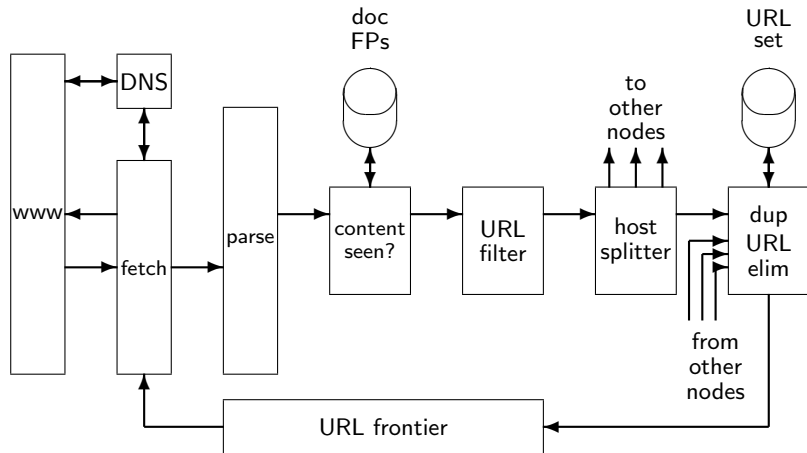 doc
FPs
URL
set
DNS
to
other
nodes
www
fetch
parse
content
seen?
URL
filter
host
splitter
dup
URL
elim
from
other
nodes
URL frontier